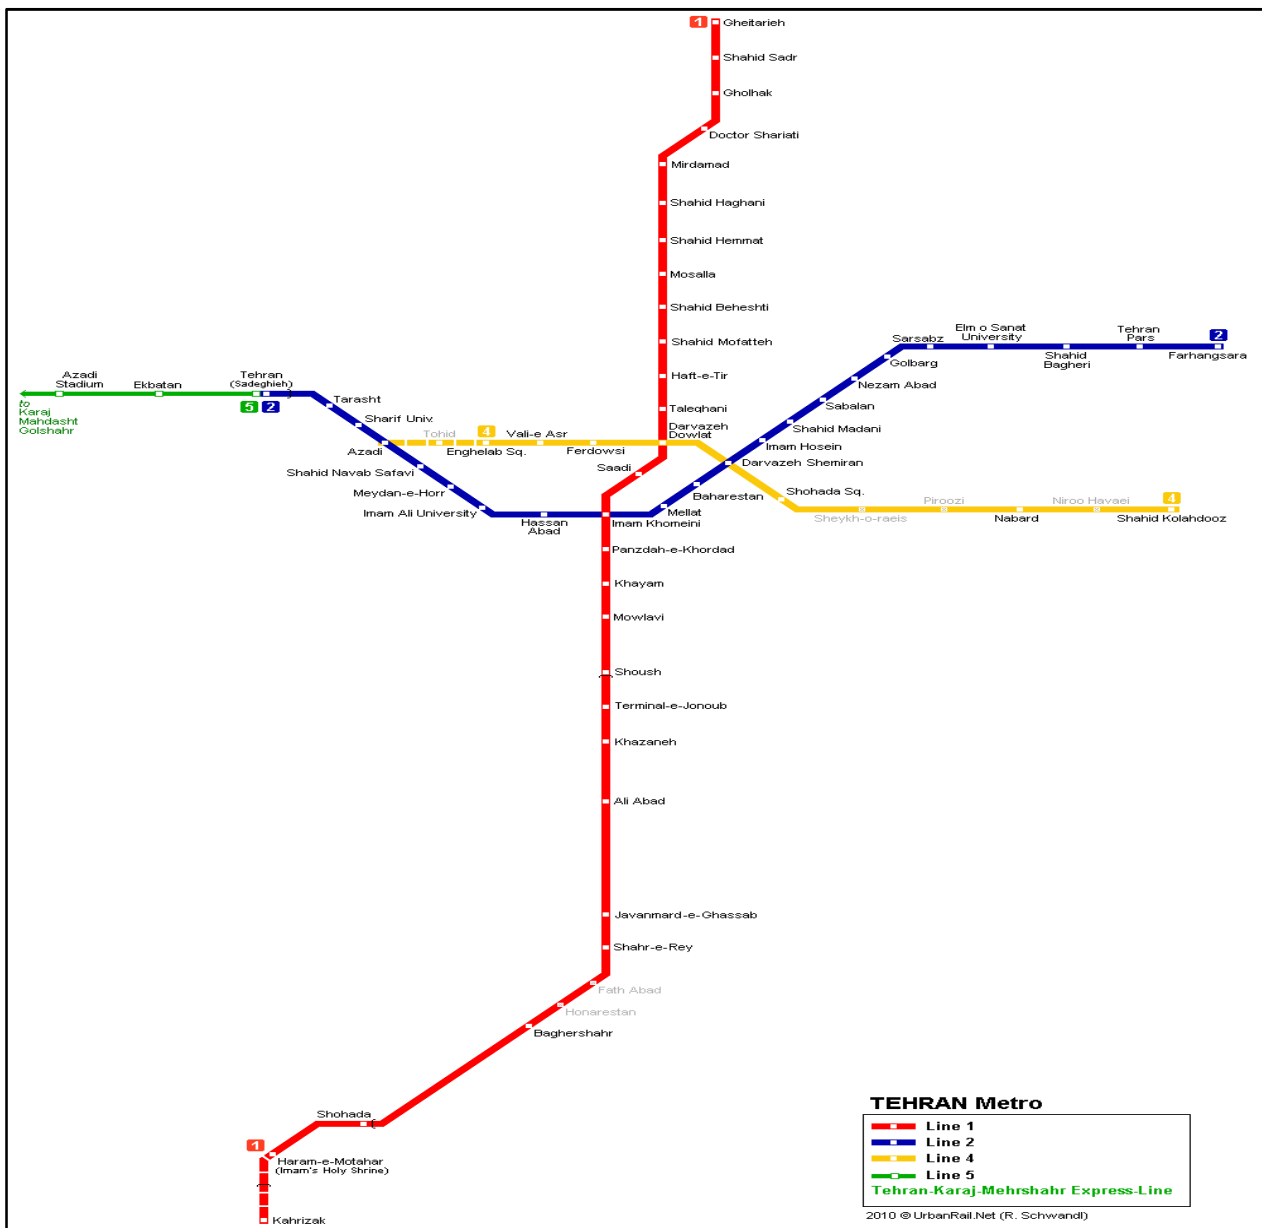 1
Gheitarieh
Shahid Sadr
Gholhak
Doctor Shariati
Mirdamad
Shahid Haghani
Shahid Hemmat
Mosalla
Shahid Beheshti
Shahid Mofatteh
Haft-e-Tir
Taleqhani
Darvazeh
Dowlat
Saadi
Imam Khomeini
Panzdah-e-Khordad
Khayam
Mowlavi
Shoush
Terminal-e-Jonoub
Khazaneh
Ali Abad
Javanmard-e-Ghassab
Shahr-e-Rey
Fath Abad
Honarestan
Baghershahr
Shohada
1
Haram-e-Motahar
(Imam's Holy Shrine)
Kahrizak
Azadi
Stadium
Ekbatan
Tehran
(Sadeghieh)
5
2
to
Karaj
Mahdasht
Golshahr
Tarasht
Sharif Univ.
Azadi
Shahid Navab Safavi
Meydan-e-Horr
Imam Ali University
Hassan
Abad
Mellat
Baharestan
Darvazeh Shemiran
Imam Hosein
Shahid Madani
Sabalan
Nezam Abad
Golbarg
Sarsabz
Elm o Sanat
University
Shahid
Bagheri
Tehran
Pars
2
Farhangsara
Tohid
4
Enghelab Sq.
Vali-e Asr
Ferdowsi
Shohada Sq.
Sheykh-o-raeis
Piroozi
Nabard
Niroo Havaei
4
Shahid Kolahdooz
TEHRAN Metro
Line 1
Line 2
Line 4
Line 5
Tehran-Karaj-Mehrshahr Express-Line
2010 © UrbanRail.Net (R. Schwandl)